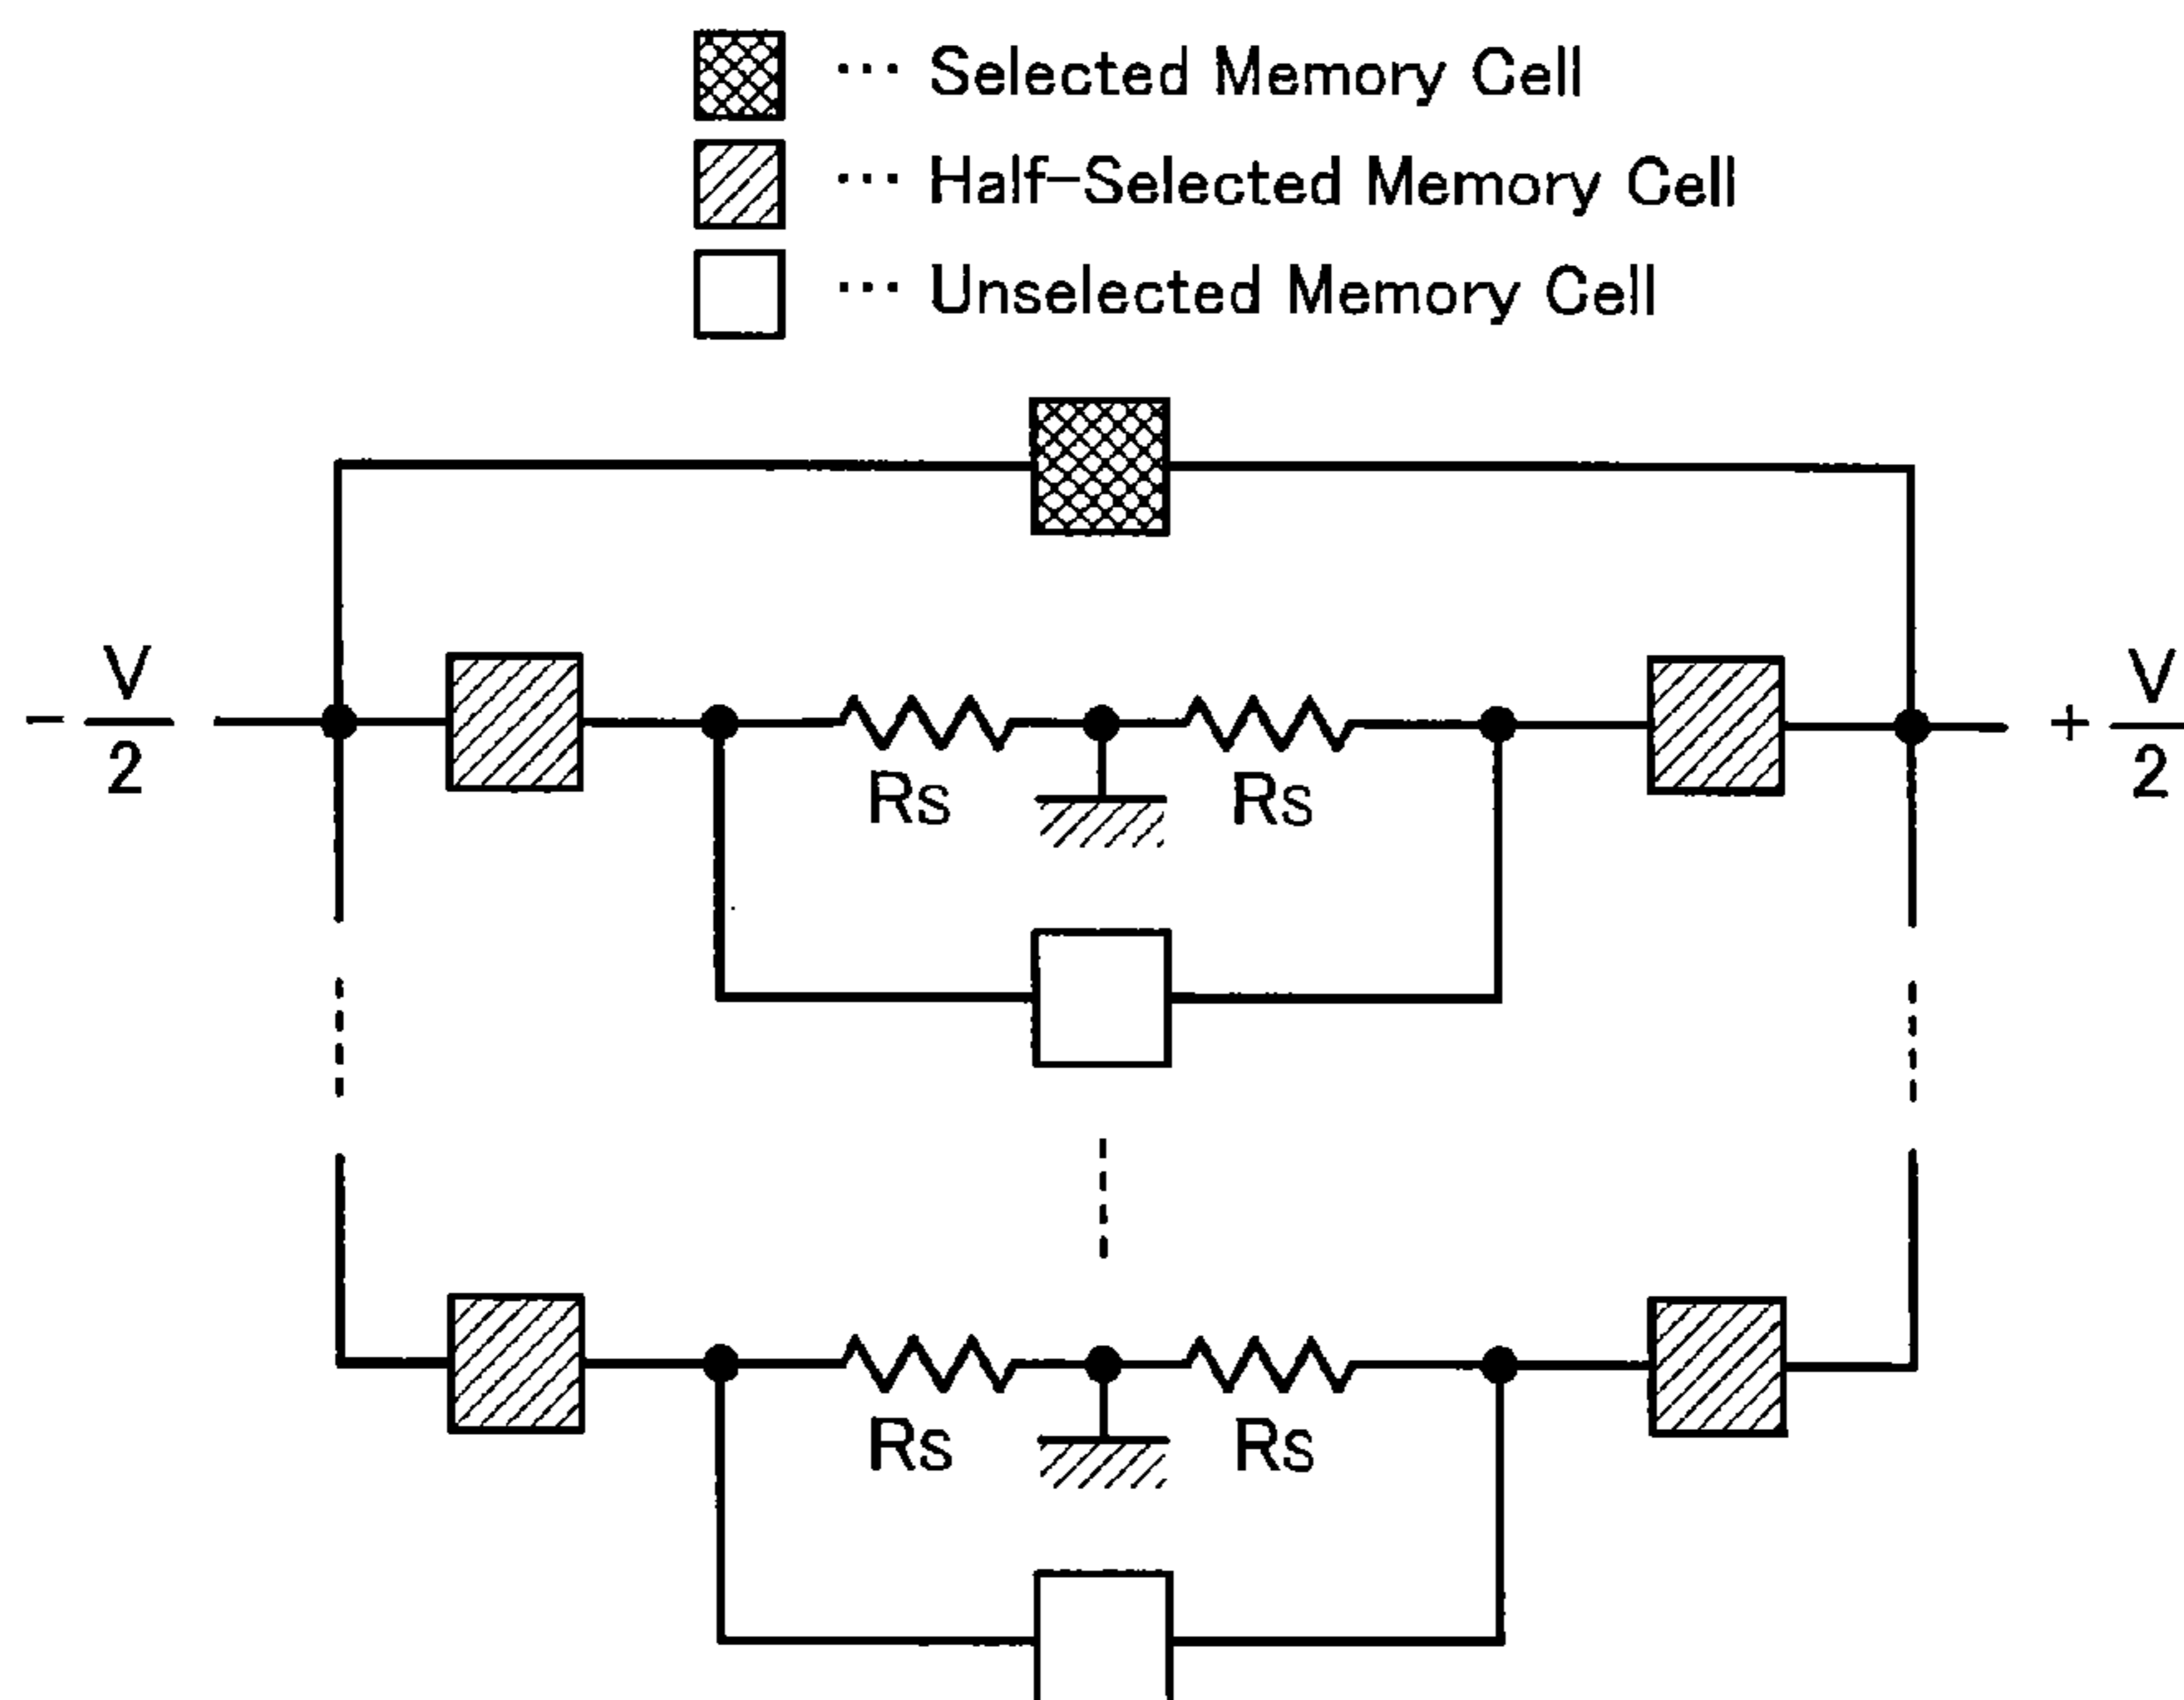 ··· Selected Memory Cell
··· Half-Selected Memory Cell
··· Unselected Memory Cell
− V/2
+ V/2
Rs Rs
Rs Rs